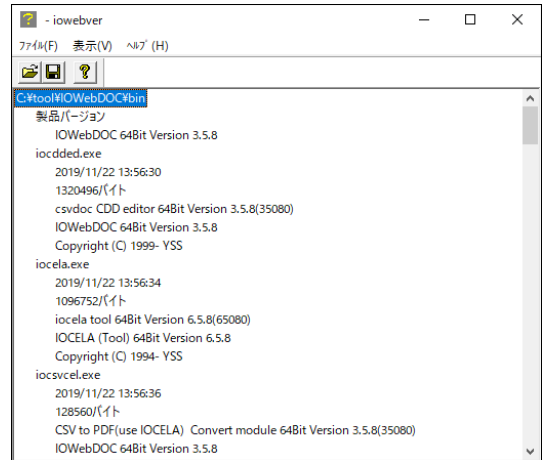 - iowebver
ﾌｧｲﾙ(F) 表示(V) ﾍﾙﾌﾟ(H)
C:¥tool¥IOWebDOC¥bin
製品バージョン
IOWebDOC 64Bit Version 3.5.8
iocdded.exe
2019/11/22 13:56:30
1320496バイト
csvdoc CDD editor 64Bit Version 3.5.8(35080)
IOWebDOC 64Bit Version 3.5.8
Copyright (C) 1999- YSS
iocela.exe
2019/11/22 13:56:34
1096752バイト
iocela tool 64Bit Version 6.5.8(65080)
IOCELA (Tool) 64Bit Version 6.5.8
Copyright (C) 1994- YSS
iocsvcel.exe
2019/11/22 13:56:36
128560バイト
CSV to PDF(use IOCELA) Convert module 64Bit Version 3.5.8(35080)
IOWebDOC 64Bit Version 3.5.8